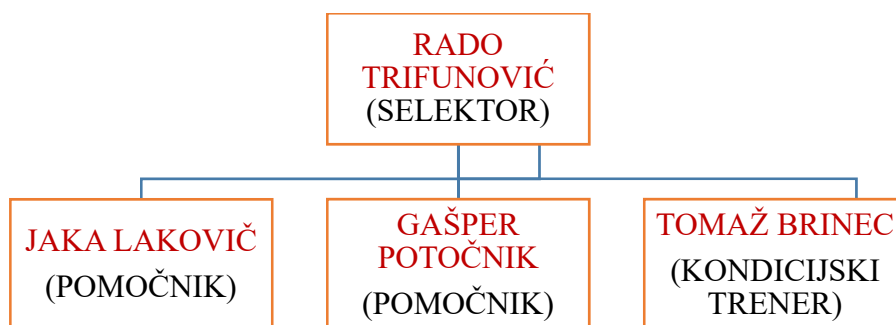 RADO
TRIFUNOVIĆ
(SELEKTOR)
JAKA LAKOVIČ
(POMOČNIK)
GAŠPER
POTOČNIK
(POMOČNIK)
TOMAŽ BRINEC
(KONDICIJSKI
TRENER)